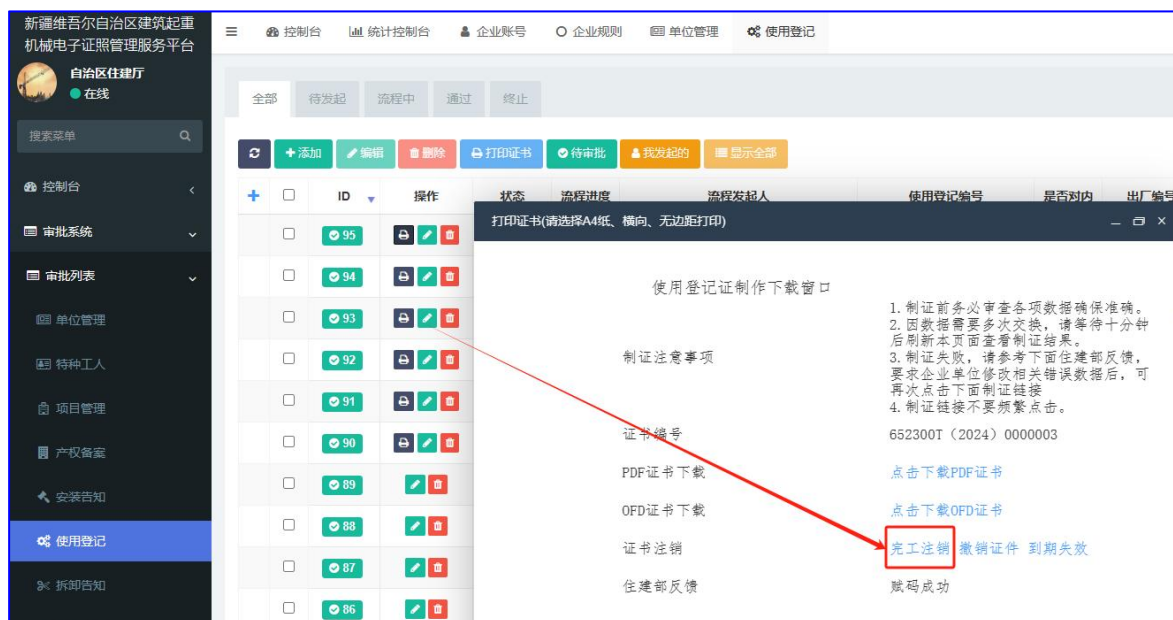 新疆维吾尔自治区建筑起重
机械电子证照管理服务平台
自治区住建厅
在线
搜索菜单
控制台
审批系统
审批列表
单位管理
特种工人
项目管理
产权备案
安装告知
使用登记
拆卸告知
控制台 统计控制台 企业账号 企业规则 单位管理 使用登记
全部 待发起 流程中 通过 终止
添加 编辑 删除 打印证书 待审批 我发起的 显示全部
ID 操作 状态 流程进度 流程发起人 使用登记编号 是否对内 出厂编号
95
94
93
92
91
90
89
88
87
86
打印证书(请选择A4纸、横向、无边距打印)
使用登记证制作下载窗口
制证注意事项
1.制证前务必审查各项数据确保准确。
2.因数据需要多次交换，请等待十分钟
后刷新本页面查看制证结果。
3.制证失败，请参考下面住建部反馈，
要求企业单位修改相关错误数据后，可
再次点击下面制证链接
4.制证链接不要频繁点击。
证书编号 652300T（2024）0000003
PDF证书下载 点击下载PDF证书
OFD证书下载 点击下载OFD证书
证书注销 完工注销 撤销证件 到期失效
住建部反馈 赋码成功